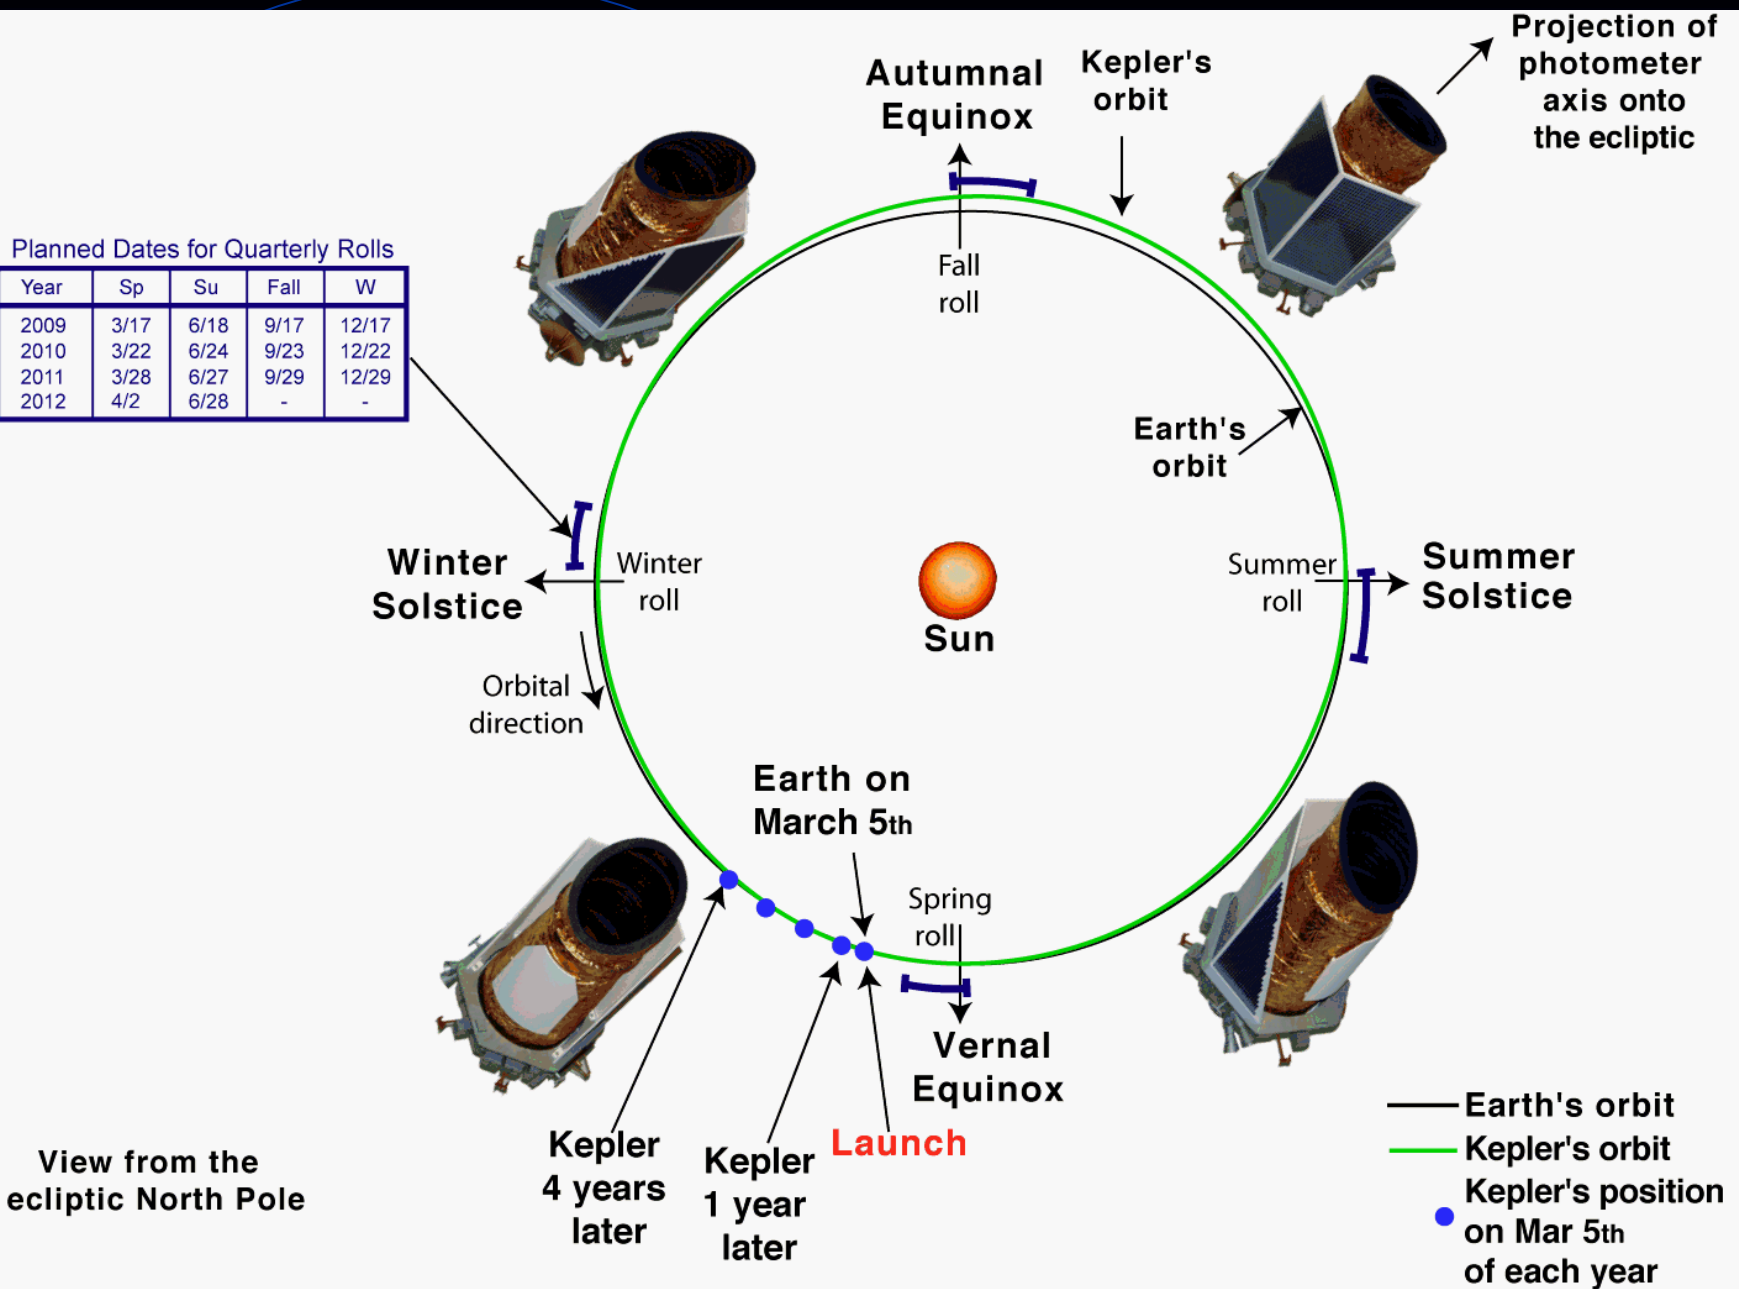 Projection of
photometer
axis onto
the ecliptic
Autumnal
Equinox
Kepler's
orbit
Fall
roll
Planned Dates for Quarterly Rolls
Year Sp Su Fall W
2009 3/17 6/18 9/17 12/17
2010 3/22 6/24 9/23 12/22
2011 3/28 6/27 9/29 12/29
2012 4/2 6/28 - -
Earth's
orbit
Winter
Solstice
Winter
roll
Sun
Summer
roll
Summer
Solstice
Orbital
direction
Earth on
March 5th
Spring
roll
Vernal
Equinox
Launch
Kepler
4 years
later
Kepler
1 year
later
View from the
ecliptic North Pole
Earth's orbit
Kepler's orbit
Kepler's position
on Mar 5th
of each year